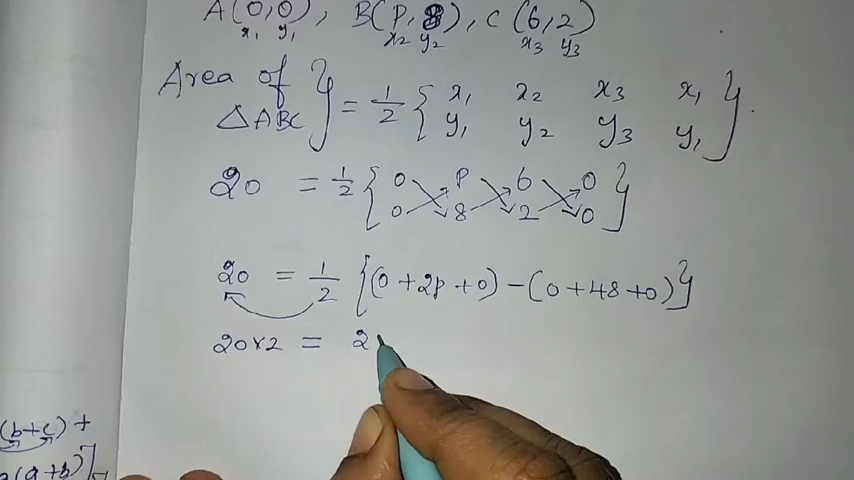 A(0,0), B(P,8), C(6,2)
x₁ y₁ x₂ y₂ x₃ y₃
Area of
△ABC } = 1/2 { x₁ x₂ x₃ x₁
y₁ y₂ y₃ y₁ }.
20 = 1/2 { 0 P 6 0
0 8 2 0 }
20 = 1/2 {(0+2p+0)-(0+48+0)}
20×2 = 2
(b+c)+
(a+b)]